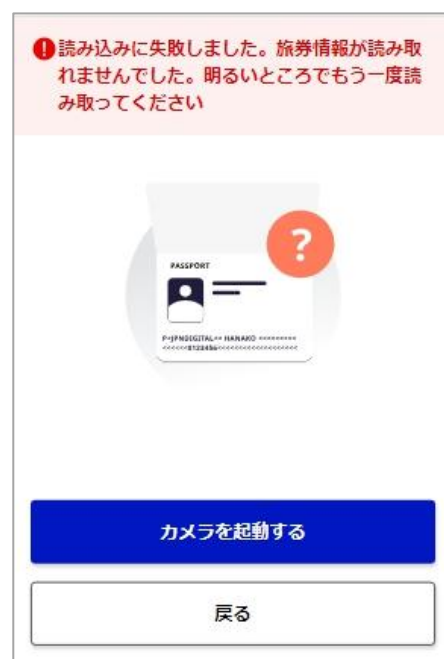 読み込みに失敗しました。旅券情報が読み取
れませんでした。明るいところでもう一度読
み取ってください
?
PASSPORT
P<JPNDIGITAL<< HANAKO <<<<<<<<<
<<<<<<0123456<<<<<<<<<<<<<<<<<<<<
カメラを起動する
戻る